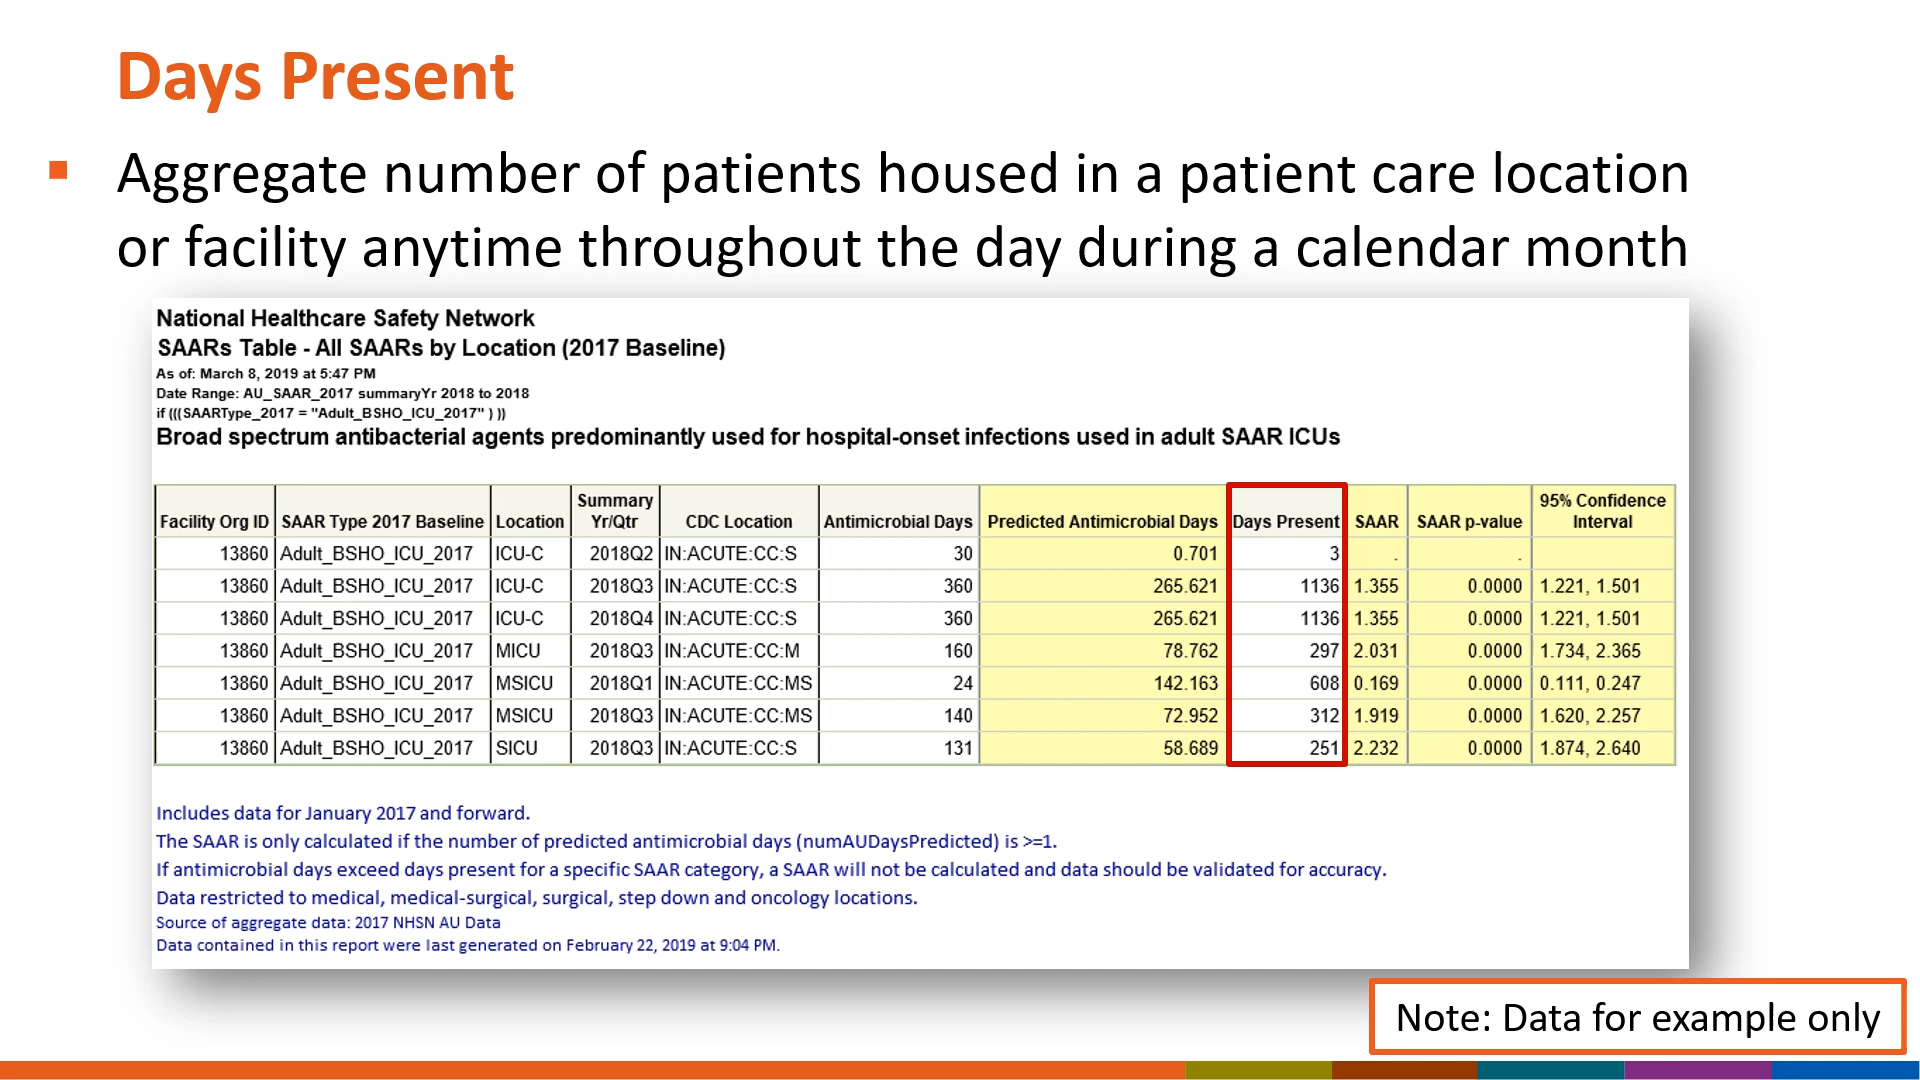 Days Present
▪ Aggregate number of patients housed in a patient care location
or facility anytime throughout the day during a calendar month
National Healthcare Safety Network
SAARs Table - All SAARs by Location (2017 Baseline)
As of: March 8, 2019 at 5:47 PM
Date Range: AU_SAAR_2017 summaryYr 2018 to 2018
if (((SAARType_2017 = "Adult_BSHO_ICU_2017" ) ))
Broad spectrum antibacterial agents predominantly used for hospital-onset infections used in adult SAAR ICUs
Facility Org ID SAAR Type 2017 Baseline Location Summary Yr/Qtr CDC Location Antimicrobial Days Predicted Antimicrobial Days Days Present SAAR SAAR p-value 95% Confidence Interval
13860 Adult_BSHO_ICU_2017 ICU-C 2018Q2 IN:ACUTE:CC:S 30 0.701 3 . .
13860 Adult_BSHO_ICU_2017 ICU-C 2018Q3 IN:ACUTE:CC:S 360 265.621 1136 1.355 0.0000 1.221, 1.501
13860 Adult_BSHO_ICU_2017 ICU-C 2018Q4 IN:ACUTE:CC:S 360 265.621 1136 1.355 0.0000 1.221, 1.501
13860 Adult_BSHO_ICU_2017 MICU 2018Q3 IN:ACUTE:CC:M 160 78.762 297 2.031 0.0000 1.734, 2.365
13860 Adult_BSHO_ICU_2017 MSICU 2018Q1 IN:ACUTE:CC:MS 24 142.163 608 0.169 0.0000 0.111, 0.247
13860 Adult_BSHO_ICU_2017 MSICU 2018Q3 IN:ACUTE:CC:MS 140 72.952 312 1.919 0.0000 1.620, 2.257
13860 Adult_BSHO_ICU_2017 SICU 2018Q3 IN:ACUTE:CC:S 131 58.689 251 2.232 0.0000 1.874, 2.640
Includes data for January 2017 and forward.
The SAAR is only calculated if the number of predicted antimicrobial days (numAUDaysPredicted) is >=1.
If antimicrobial days exceed days present for a specific SAAR category, a SAAR will not be calculated and data should be validated for accuracy.
Data restricted to medical, medical-surgical, surgical, step down and oncology locations.
Source of aggregate data: 2017 NHSN AU Data
Data contained in this report were last generated on February 22, 2019 at 9:04 PM.
Note: Data for example only